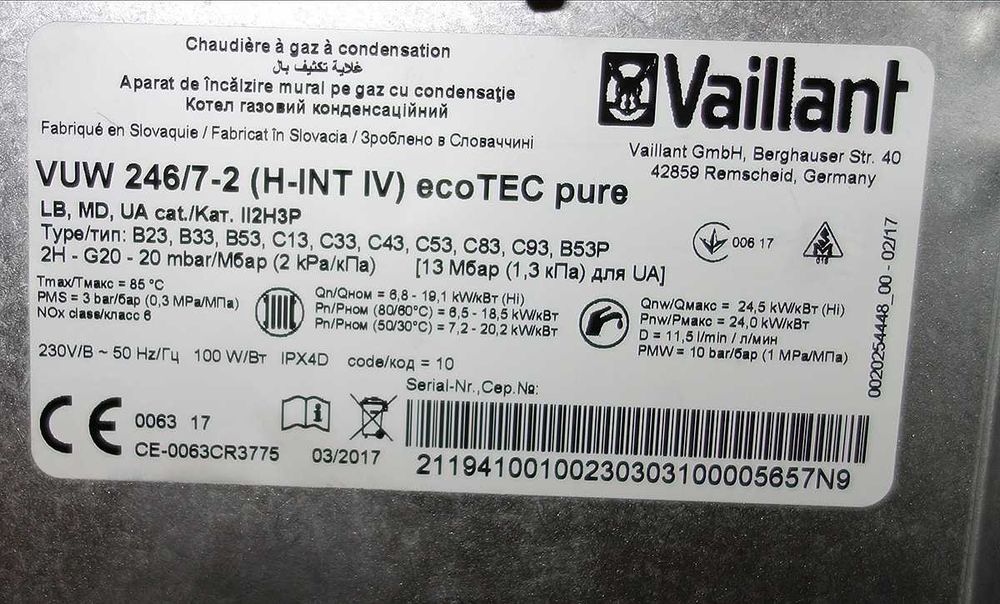 Chaudière à gaz à condensation
غلاية تكثيف بال
Aparat de încălzire mural pe gaz cu condensație
Котел газовий конденсаційний
Fabriqué en Slovaquie / Fabricat în Slovacia / Зроблено в Словаччині
Vaillant
Vaillant GmbH, Berghauser Str. 40
42859 Remscheid, Germany
VUW 246/7-2 (H-INT IV) ecoTEC pure
LB, MD, UA cat./Кат. II2H3P
Type/тип: B23, B33, B53, C13, C33, C43, C53, C83, C93, B53P
2H - G20 - 20 mbar/Мбар (2 kPa/кПа) [13 Мбар (1,3 кПа) для UA]
006 17
Tmax/Тмакс = 85 °C
PMS = 3 bar/бар (0,3 MPa/МПа)
NOx class/класс 6
Qn/Qном = 6,8 - 19,1 kW/кВт (Hi)
Pn/Pном (80/60°C) = 6,5 - 18,5 kW/кВт
Pn/Pном (50/30°C) = 7,2 - 20,2 kW/кВт
Qnw/Qмакс = 24,5 kW/кВт (Hi)
Pnw/Pмакс = 24,0 kW/кВт
D = 11,5 l/min / л/мин
PMW = 10 bar/бар (1 MPa/МПа)
230V/В ~ 50 Hz/Гц 100 W/Вт IPX4D code/код = 10
0020254448_00 - 02/17
Serial-Nr.,Сер.№:
CE 0063 17
CE-0063CR3775
03/2017
21194100100230303100005657N9